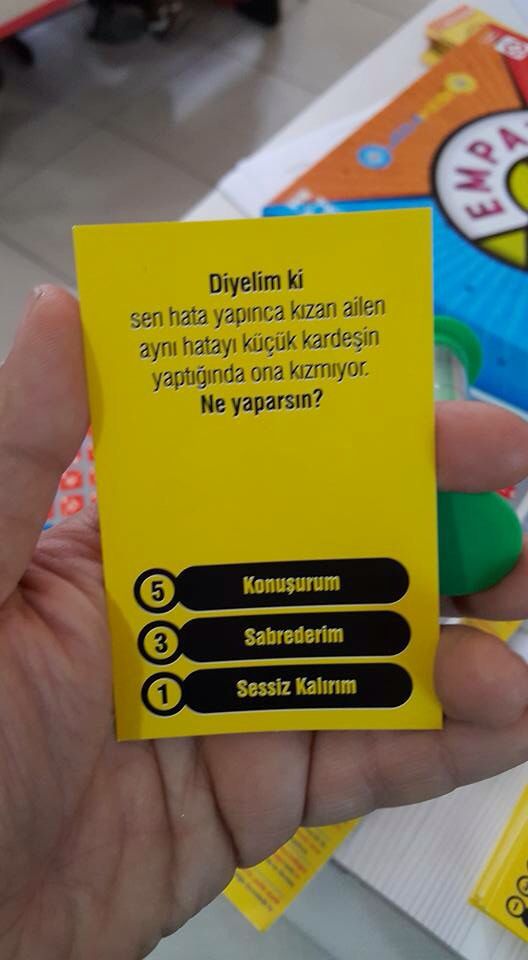 EMPA
Diyelim ki
sen hata yapınca kızan ailen
aynı hatayı küçük kardeşin
yaptığında ona kızmıyor.
Ne yaparsın?
5 Konuşurum
3 Sabrederim
1 Sessiz Kalırım